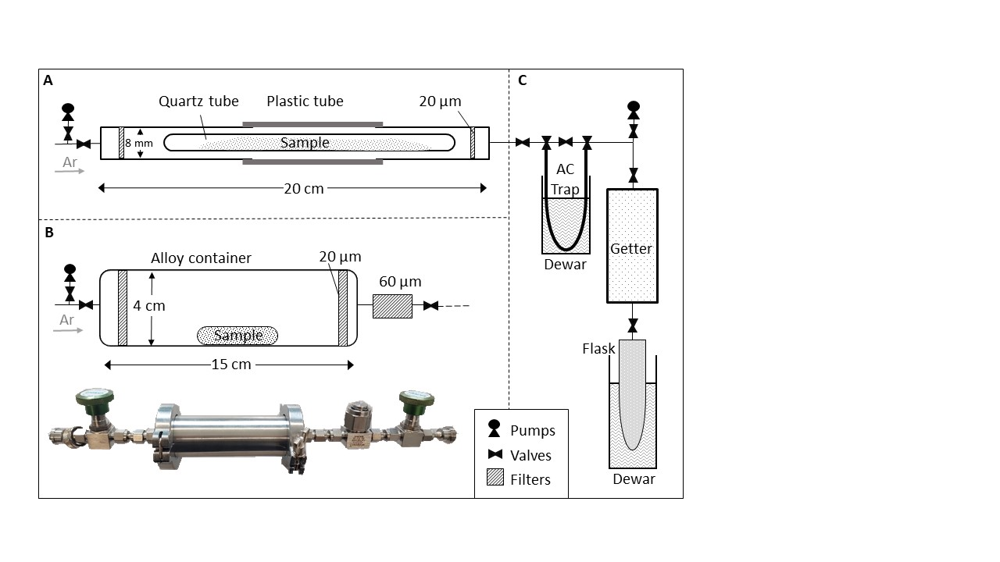 A
Quartz tube
Plastic tube
20 µm
8 mm
Sample
Ar
20 cm
B
Alloy container
20 µm
60 µm
4 cm
Ar
Sample
15 cm
C
AC
Trap
Dewar
Getter
Flask
Dewar
Pumps
Valves
Filters